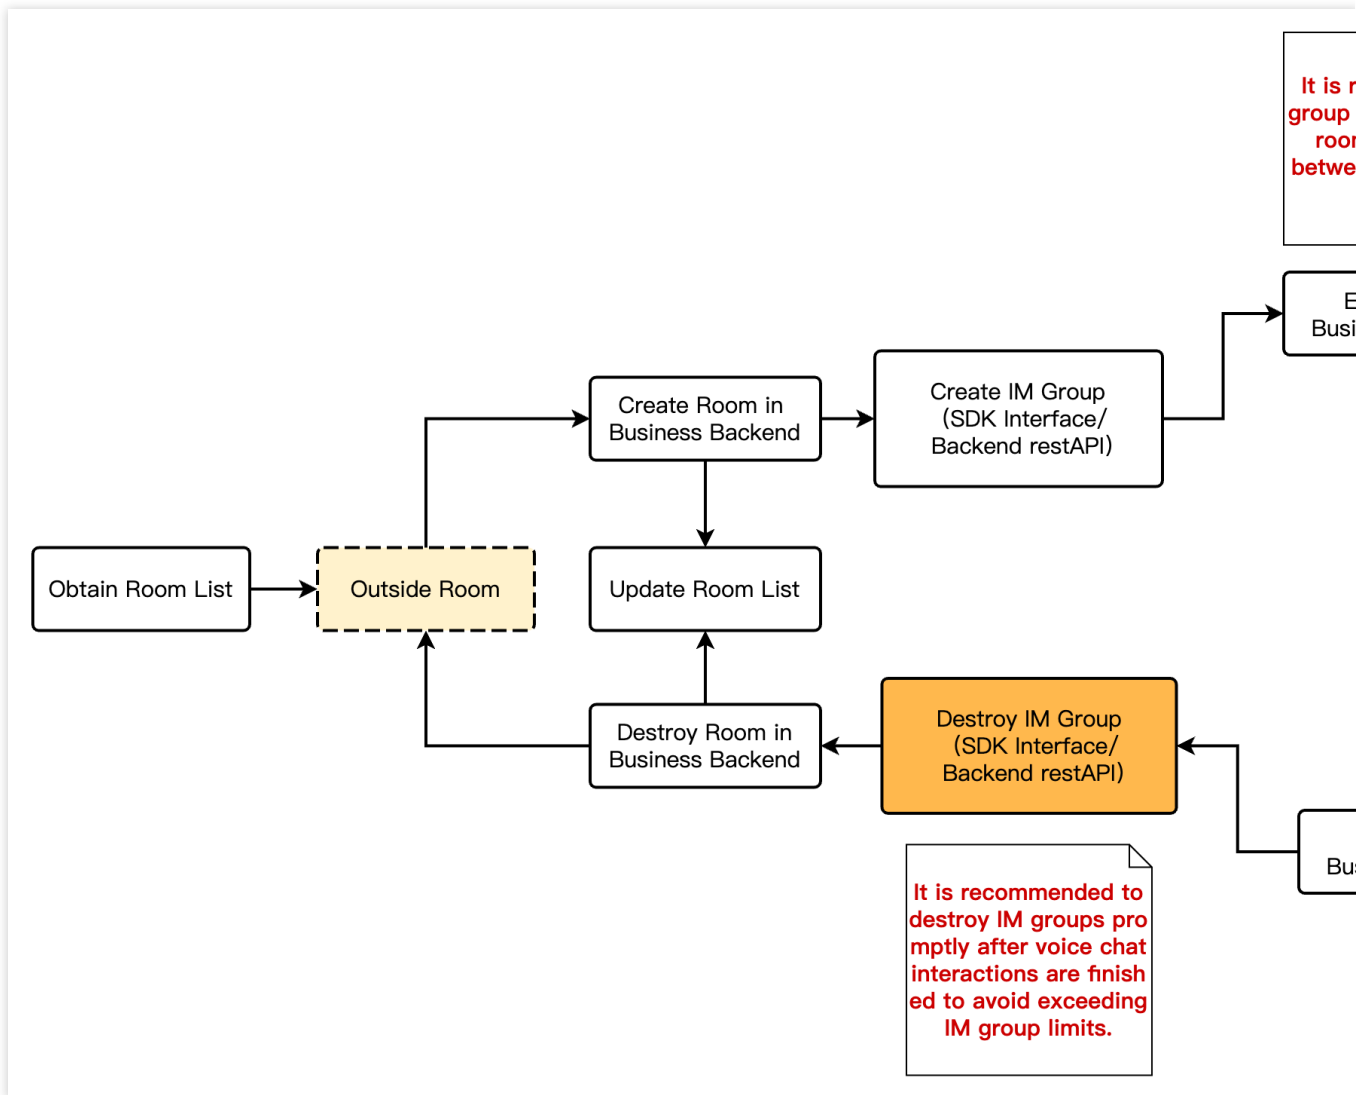 It is
group
betwe
Busi
Create Room in
Business Backend
Create IM Group
(SDK Interface/
Backend restAPI)
Obtain Room List
Outside Room
Update Room List
Destroy Room in
Business Backend
Destroy IM Group
(SDK Interface/
Backend restAPI)
Bus
It is recommended to
destroy IM groups pro
mptly after voice chat
interactions are finish
ed to avoid exceeding
IM group limits.